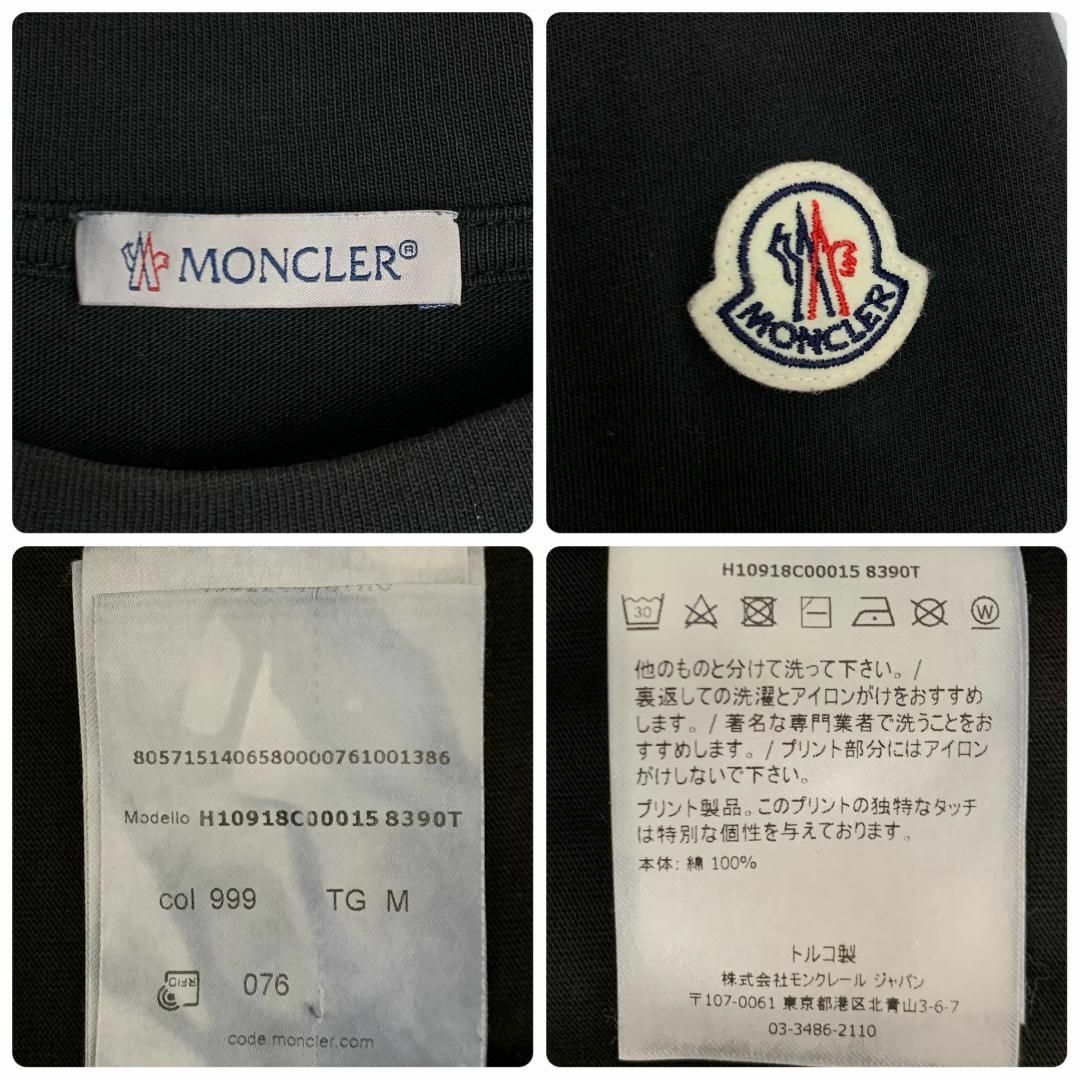 MONCLER®
MONCLER
805715140658000076100​1386
Modello H10918C00015 8390T
col 999 TG M
RFID 076
code.moncler.com
H10918C00015 8390T
30 W
他のものと分けて洗って下さい。/
裏返しての洗濯とアイロンがけをおすすめ
します。/ 著名な専門業者で洗うことをお
すすめします。/ プリント部分にはアイロン
がけしないで下さい。
プリント製品。このプリントの独特なタッチ
は特別な個性を与えております。
本体: 綿 100%
トルコ製
株式会社モンクレール ジャパン
〒107-0061 東京都港区北青山3-6-7
03-3486-2110